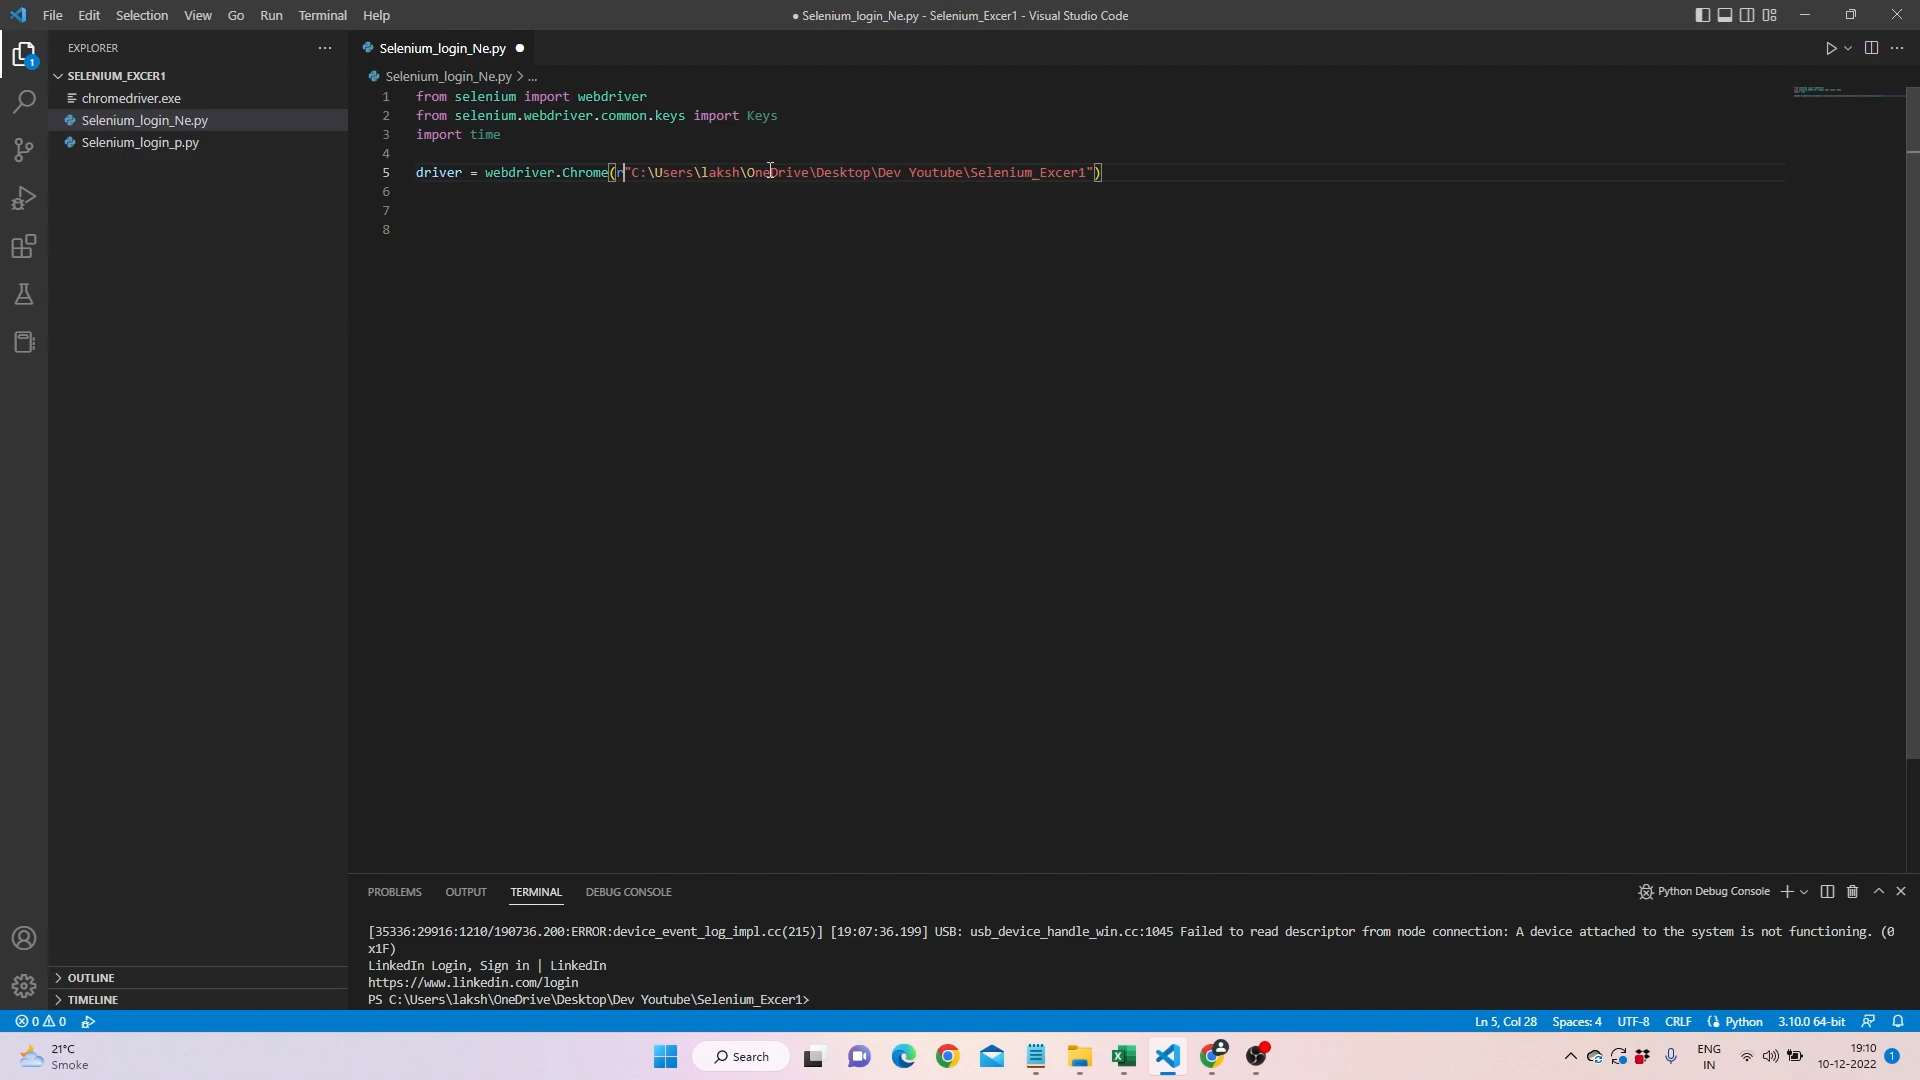 File Edit Selection View Go Run Terminal Help
● Selenium_login_Ne.py - Selenium_Excer1 - Visual Studio Code
EXPLORER
SELENIUM_EXCER1
chromedriver.exe
Selenium_login_Ne.py
Selenium_login_p.py
1
Selenium_login_Ne.py
Selenium_login_Ne.py > ...
1 from selenium import webdriver
2 from selenium.webdriver.common.keys import Keys
3 import time
4
5 driver = webdriver.Chrome(r"C:\Users\laksh\OneDrive\Desktop\Dev Youtube\Selenium_Excer1")
6
7
8
PROBLEMS OUTPUT TERMINAL DEBUG CONSOLE
Python Debug Console
[35336:29916:1210/190736.200:ERROR:device_event_log_impl.cc(215)] [19:07:36.199] USB: usb_device_handle_win.cc:1045 Failed to read descriptor from node connection: A device attached to the system is not functioning. (0
x1F)
LinkedIn Login, Sign in | LinkedIn
https://www.linkedin.com/login
PS C:\Users\laksh\OneDrive\Desktop\Dev Youtube\Selenium_Excer1>
OUTLINE
TIMELINE
0 0
Ln 5, Col 28 Spaces: 4 UTF-8 CRLF Python 3.10.0 64-bit
21°C
Smoke
Search
ENG
IN
19:10
10-12-2022
1